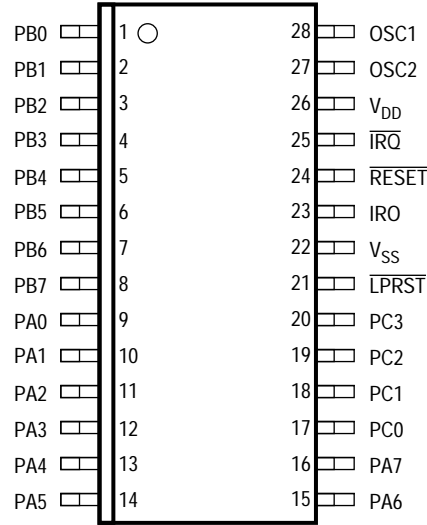 PB0 1 28 OSC1
PB1 2 27 OSC2
PB2 3 26 VDD
PB3 4 25 IRQ
PB4 5 24 RESET
PB5 6 23 IRO
PB6 7 22 VSS
PB7 8 21 LPRST
PA0 9 20 PC3
PA1 10 19 PC2
PA2 11 18 PC1
PA3 12 17 PC0
PA4 13 16 PA7
PA5 14 15 PA6